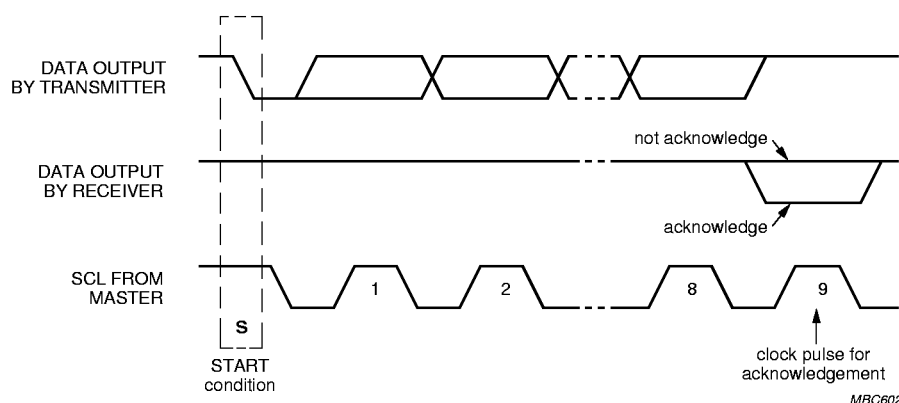 DATA OUTPUT
BY TRANSMITTER
not acknowledge
DATA OUTPUT
BY RECEIVER
acknowledge
SCL FROM
MASTER
1
2
8
9
S
START
condition
clock pulse for
acknowledgement
MBC602